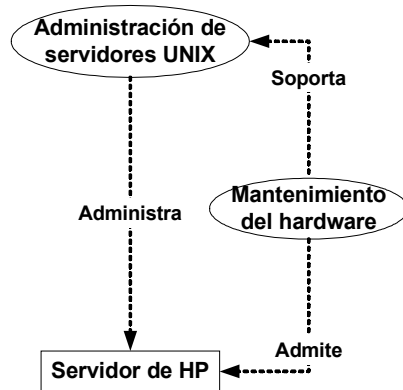 Administración de
servidores UNIX
Soporta
Mantenimiento
del hardware
Administra
Admite
Servidor de HP